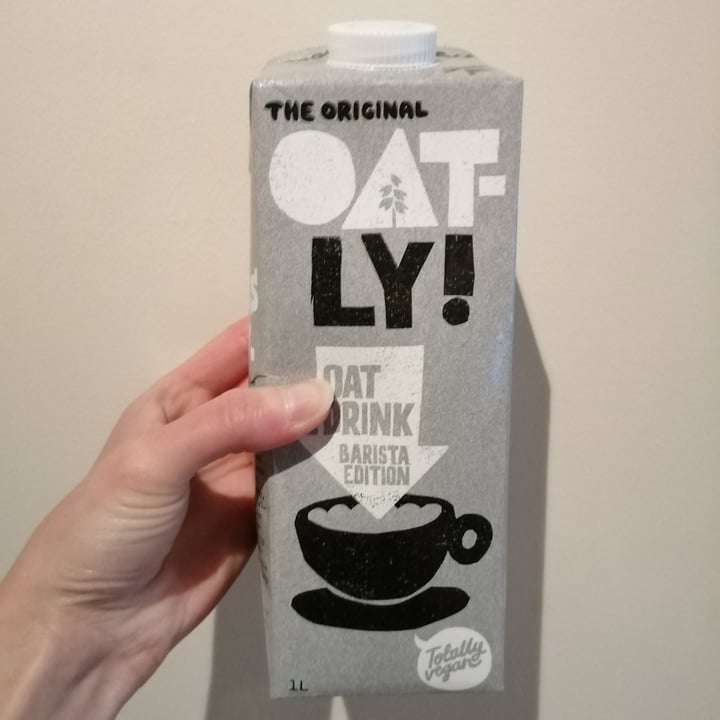 THE ORIGINAL
OAT-
LY!
OAT
DRINK
BARISTA
EDITION
Totally
vegan
1L